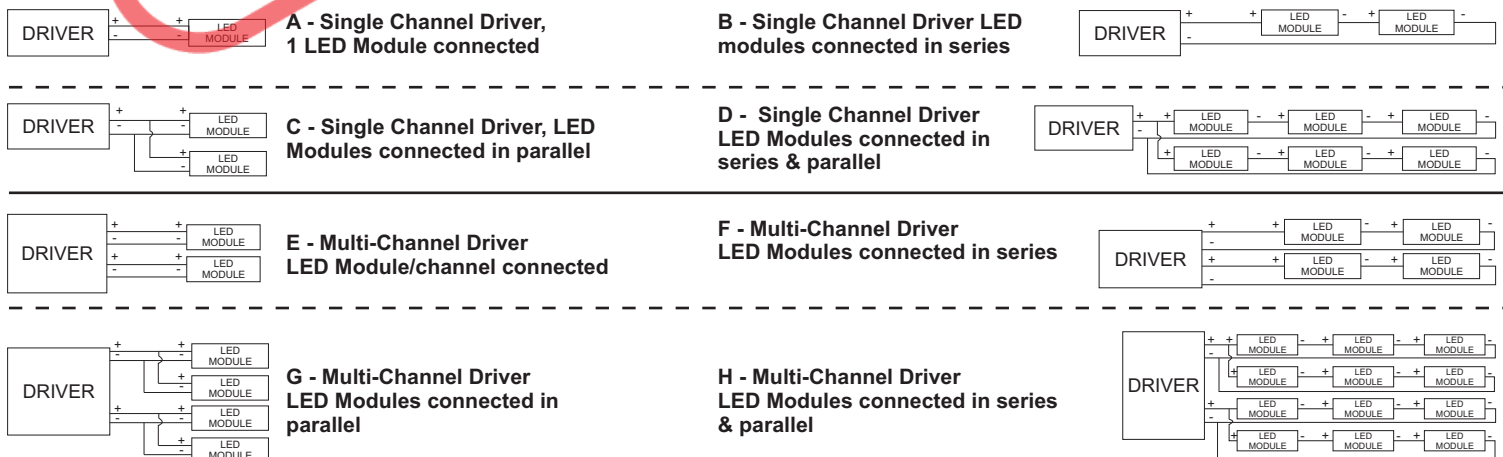 DRIVER
+ +
- -
LED
MODULE
A - Single Channel Driver,
1 LED Module connected
B - Single Channel Driver LED
modules connected in series
DRIVER
+ + LED - + LED -
MODULE MODULE
-
DRIVER
+ +
- -
LED
MODULE
+ LED
- MODULE
C - Single Channel Driver, LED
Modules connected in parallel
D - Single Channel Driver
LED Modules connected in
series & parallel
DRIVER
+ + LED - + LED - + LED -
MODULE MODULE MODULE
-
+ LED - + LED - + LED -
MODULE MODULE MODULE
DRIVER
+ + LED
- - MODULE
+ + LED
- - MODULE
E - Multi-Channel Driver
LED Module/channel connected
F - Multi-Channel Driver
LED Modules connected in series
DRIVER
+ + LED - + LED -
MODULE MODULE
-
+ + LED - + LED -
MODULE MODULE
-
DRIVER
+ + LED
- - MODULE
+ LED
- MODULE
+ + LED
- - MODULE
+ LED
- MODULE
G - Multi-Channel Driver
LED Modules connected in
parallel
H - Multi-Channel Driver
LED Modules connected in series
& parallel
DRIVER
+ + LED - + LED - + LED -
MODULE MODULE MODULE
-
+ LED - + LED - + LED -
MODULE MODULE MODULE
+ + LED - + LED - + LED -
MODULE MODULE MODULE
-
+ LED - + LED - + LED -
MODULE MODULE MODULE